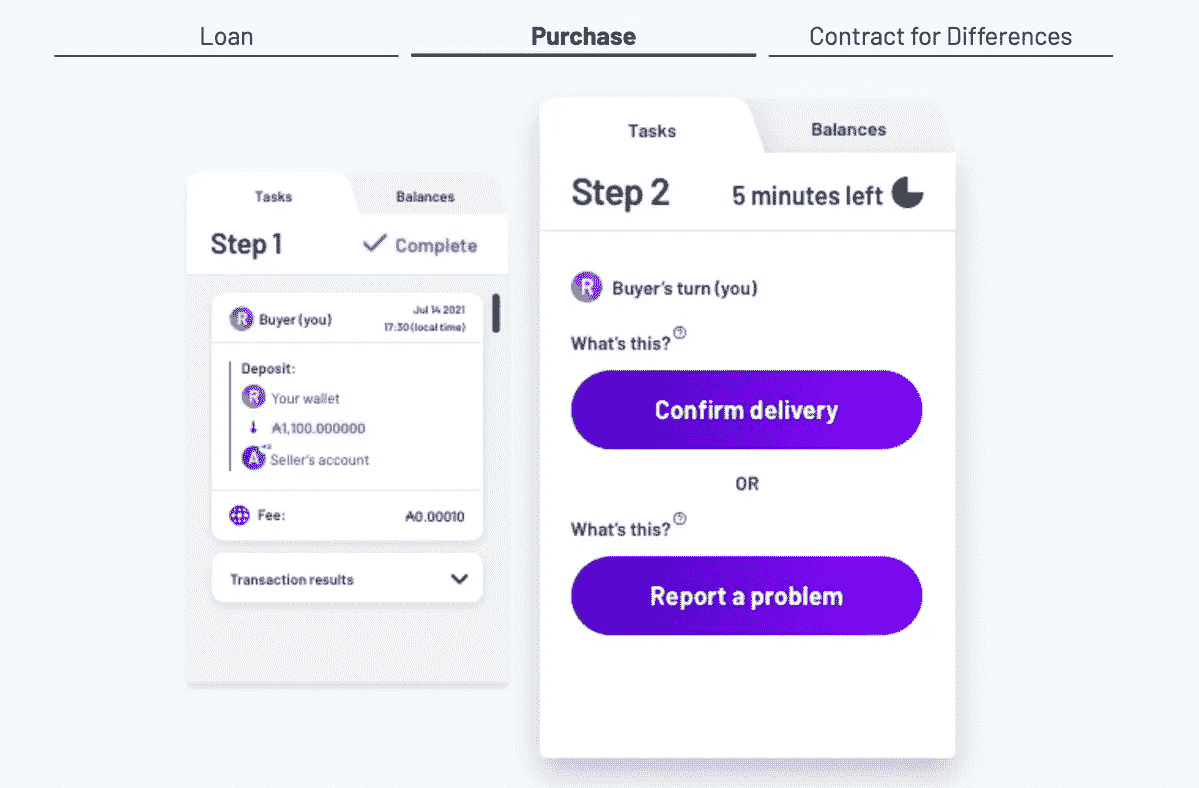 Loan
Purchase
Contract for Differences
Tasks
Balances
Step 1
Complete
R Buyer (you)
Jul 14 2021
17:30 (local time)
Deposit:
R Your wallet
₳1,100.000000
A Seller's account
Fee:
₳0.00010
Transaction results
Tasks
Balances
Step 2
5 minutes left
R Buyer's turn (you)
What's this? ?
Confirm delivery
OR
What's this? ?
Report a problem